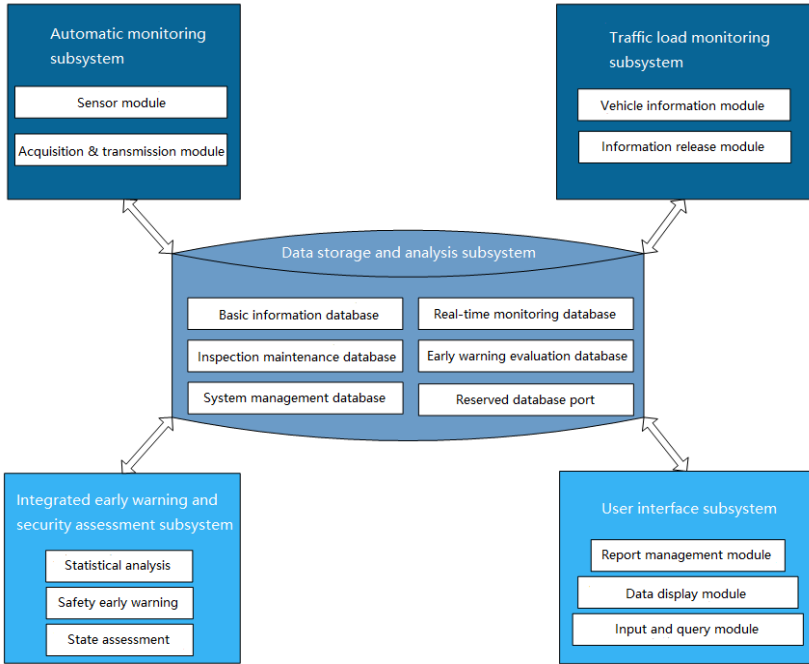 Automatic monitoring
subsystem
Sensor module
Acquisition & transmission module
Traffic load monitoring
subsystem
Vehicle information module
Information release module
Data storage and analysis subsystem
Basic information database
Real-time monitoring database
Inspection maintenance database
Early warning evaluation database
System management database
Reserved database port
Integrated early warning and
security assessment subsystem
Statistical analysis
Safety early warning
State assessment
User interface subsystem
Report management module
Data display module
Input and query module